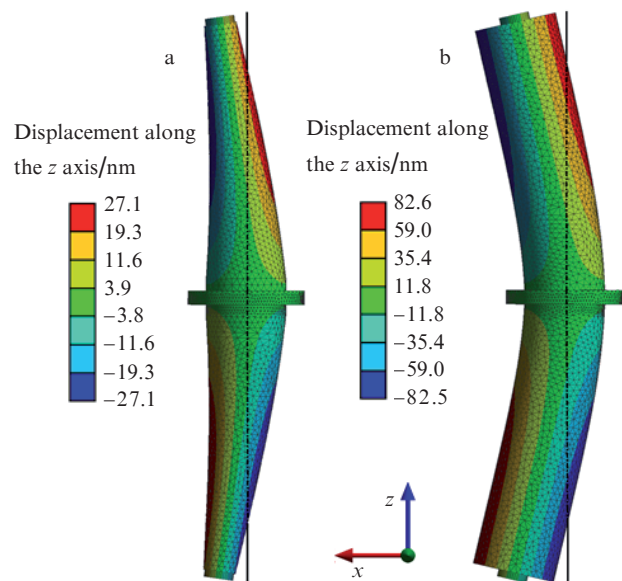 a
Displacement along
the z axis/nm
27.1
19.3
11.6
3.9
−3.8
−11.6
−19.3
−27.1
b
Displacement along
the z axis/nm
82.6
59.0
35.4
11.8
−11.8
−35.4
−59.0
−82.5
z
x